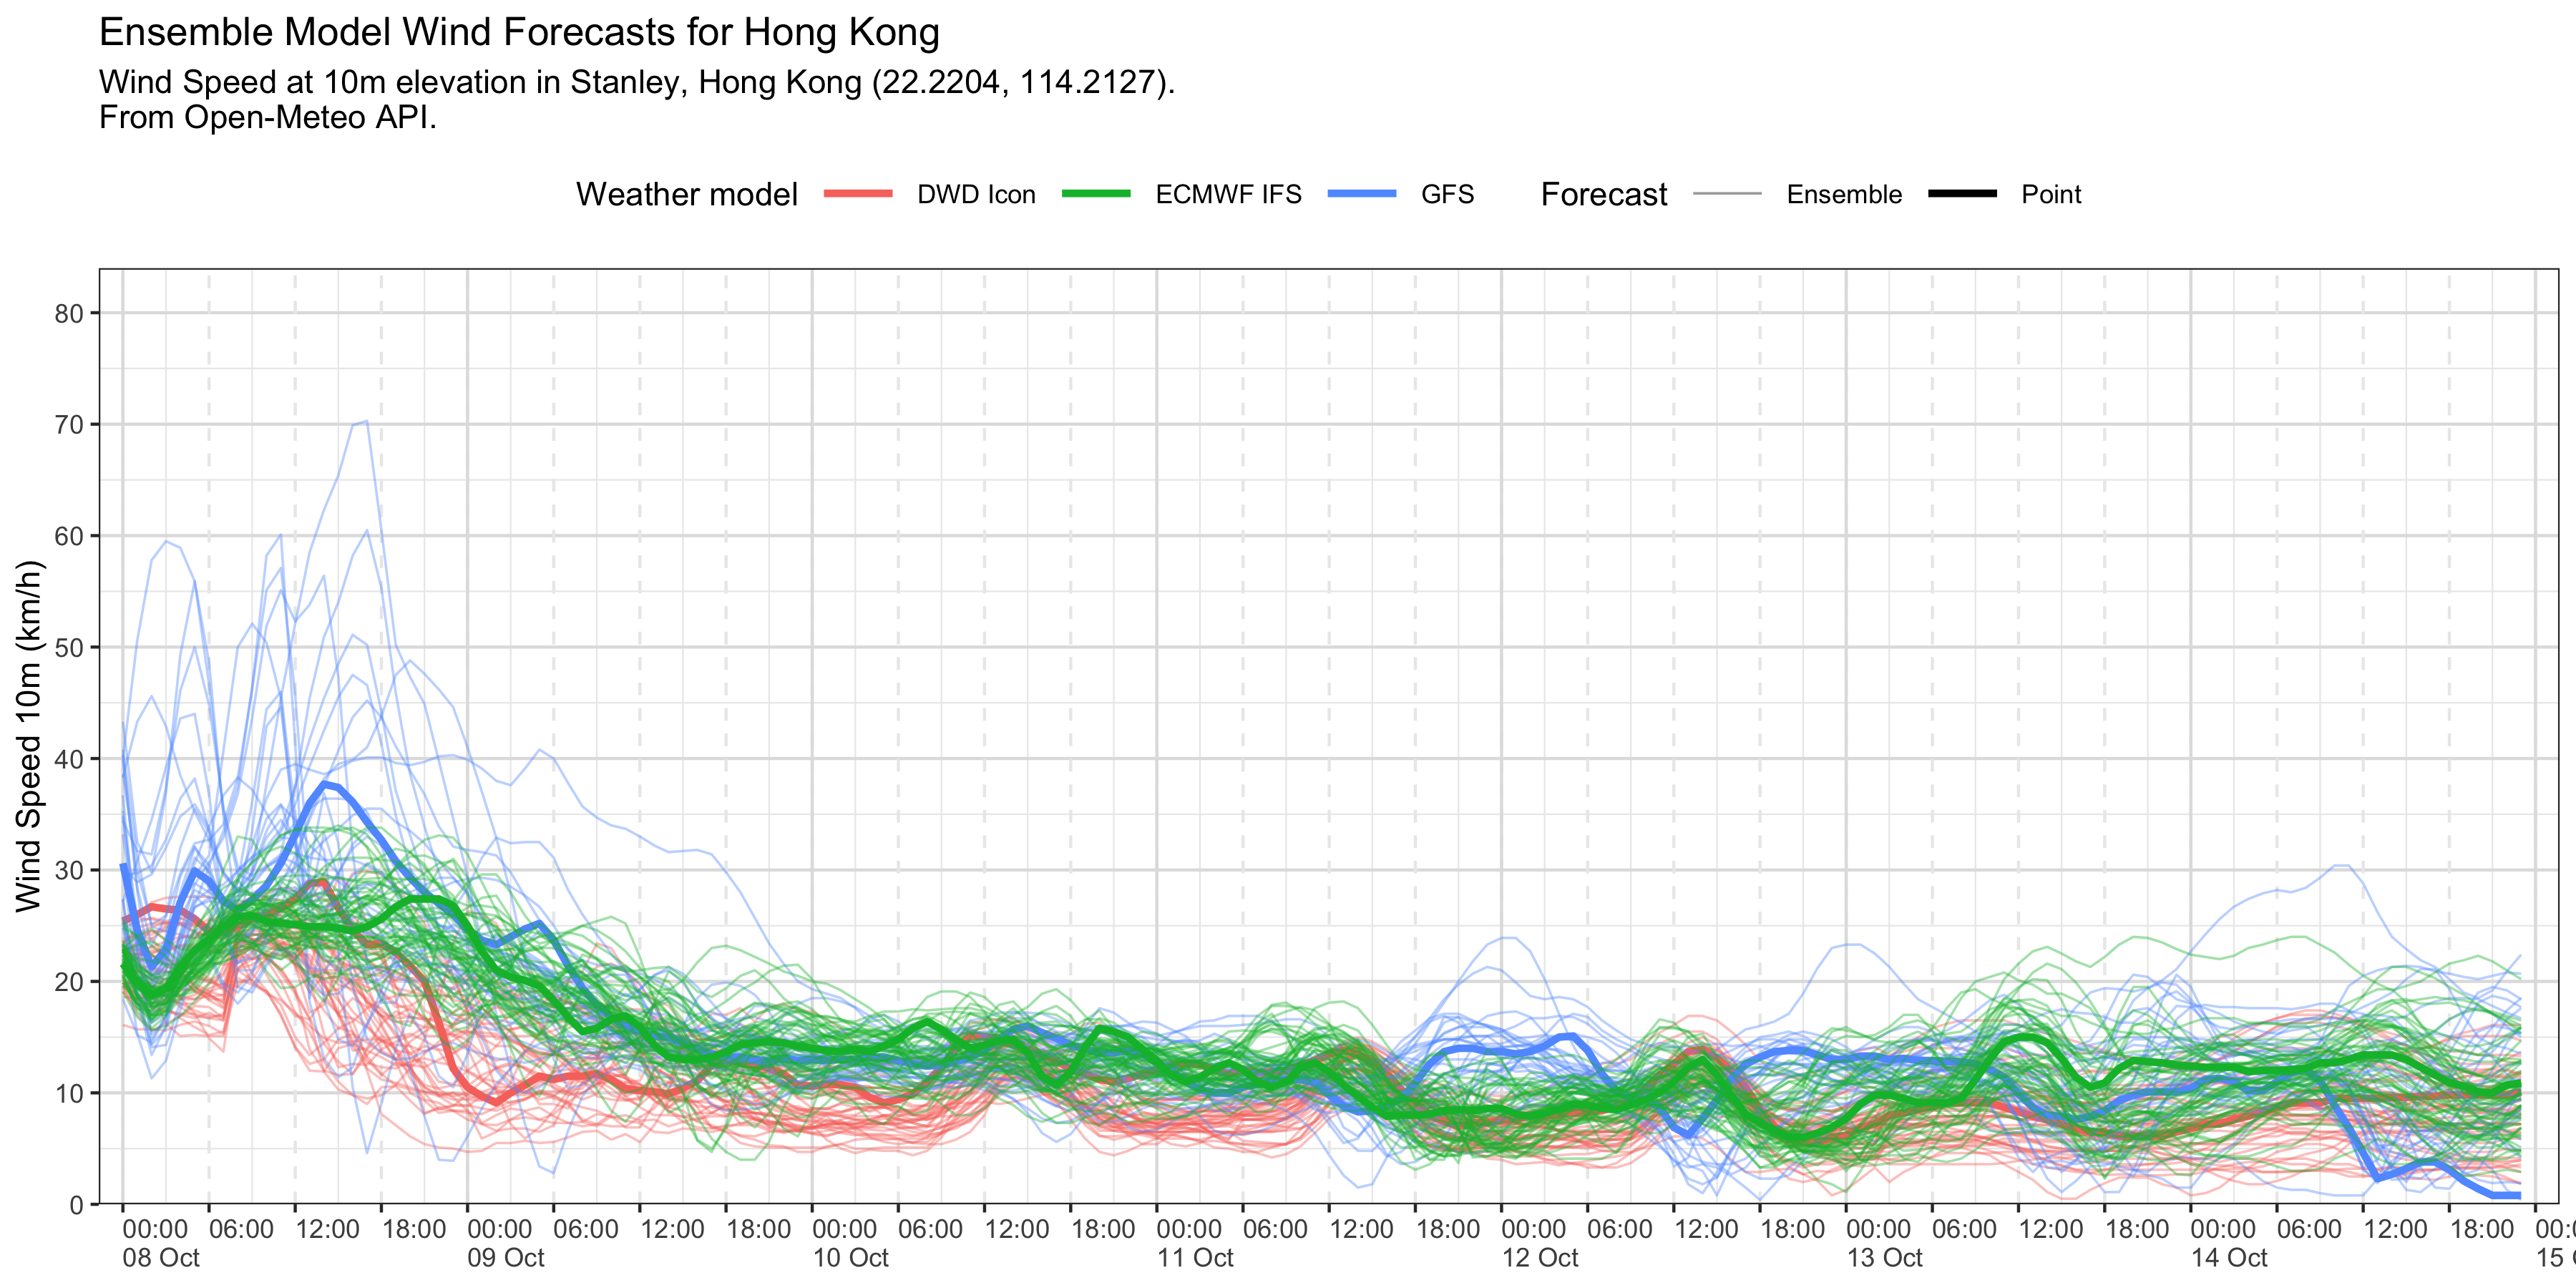 Ensemble Model Wind Forecasts for Hong Kong
Wind Speed at 10m elevation in Stanley, Hong Kong (22.2204, 114.2127).
From Open-Meteo API.
Weather model DWD Icon ECMWF IFS GFS Forecast Ensemble Point
Wind Speed 10m (km/h)
80
70
60
50
40
30
20
10
0
00:00 06:00 12:00 18:00 00:00 06:00 12:00 18:00 00:00 06:00 12:00 18:00 00:00 06:00 12:00 18:00 00:00 06:00 12:00 18:00 00:00 06:00 12:00 18:00 00:00 06:00 12:00 18:00 00:
08 Oct 09 Oct 10 Oct 11 Oct 12 Oct 13 Oct 14 Oct 15